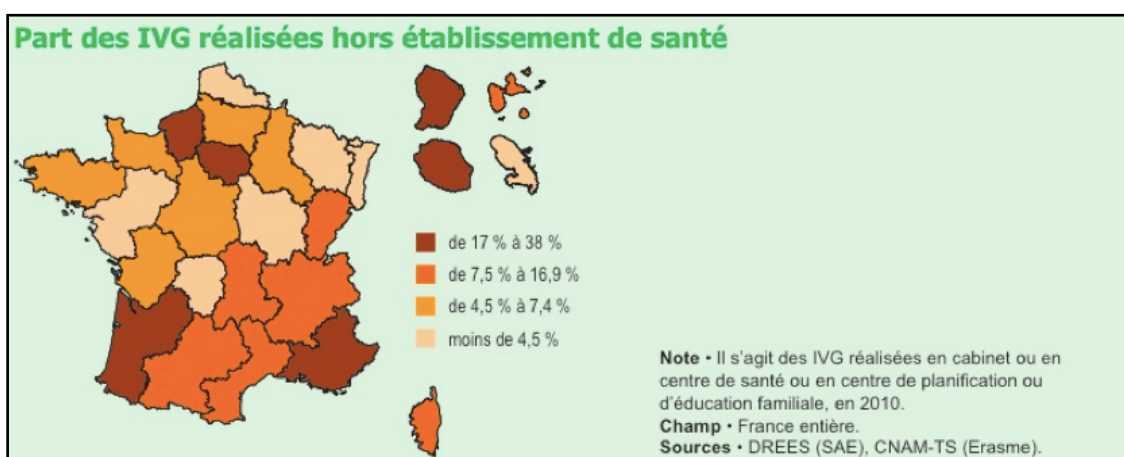 Part des IVG réalisées hors établissement de santé
de 17 % à 38 %
de 7,5 % à 16,9 %
de 4,5 % à 7,4 %
moins de 4,5 %
Note • Il s’agit des IVG réalisées en cabinet ou en
centre de santé ou en centre de planification ou
d’éducation familiale, en 2010.
Champ • France entière.
Sources • DREES (SAE), CNAM-TS (Erasme).